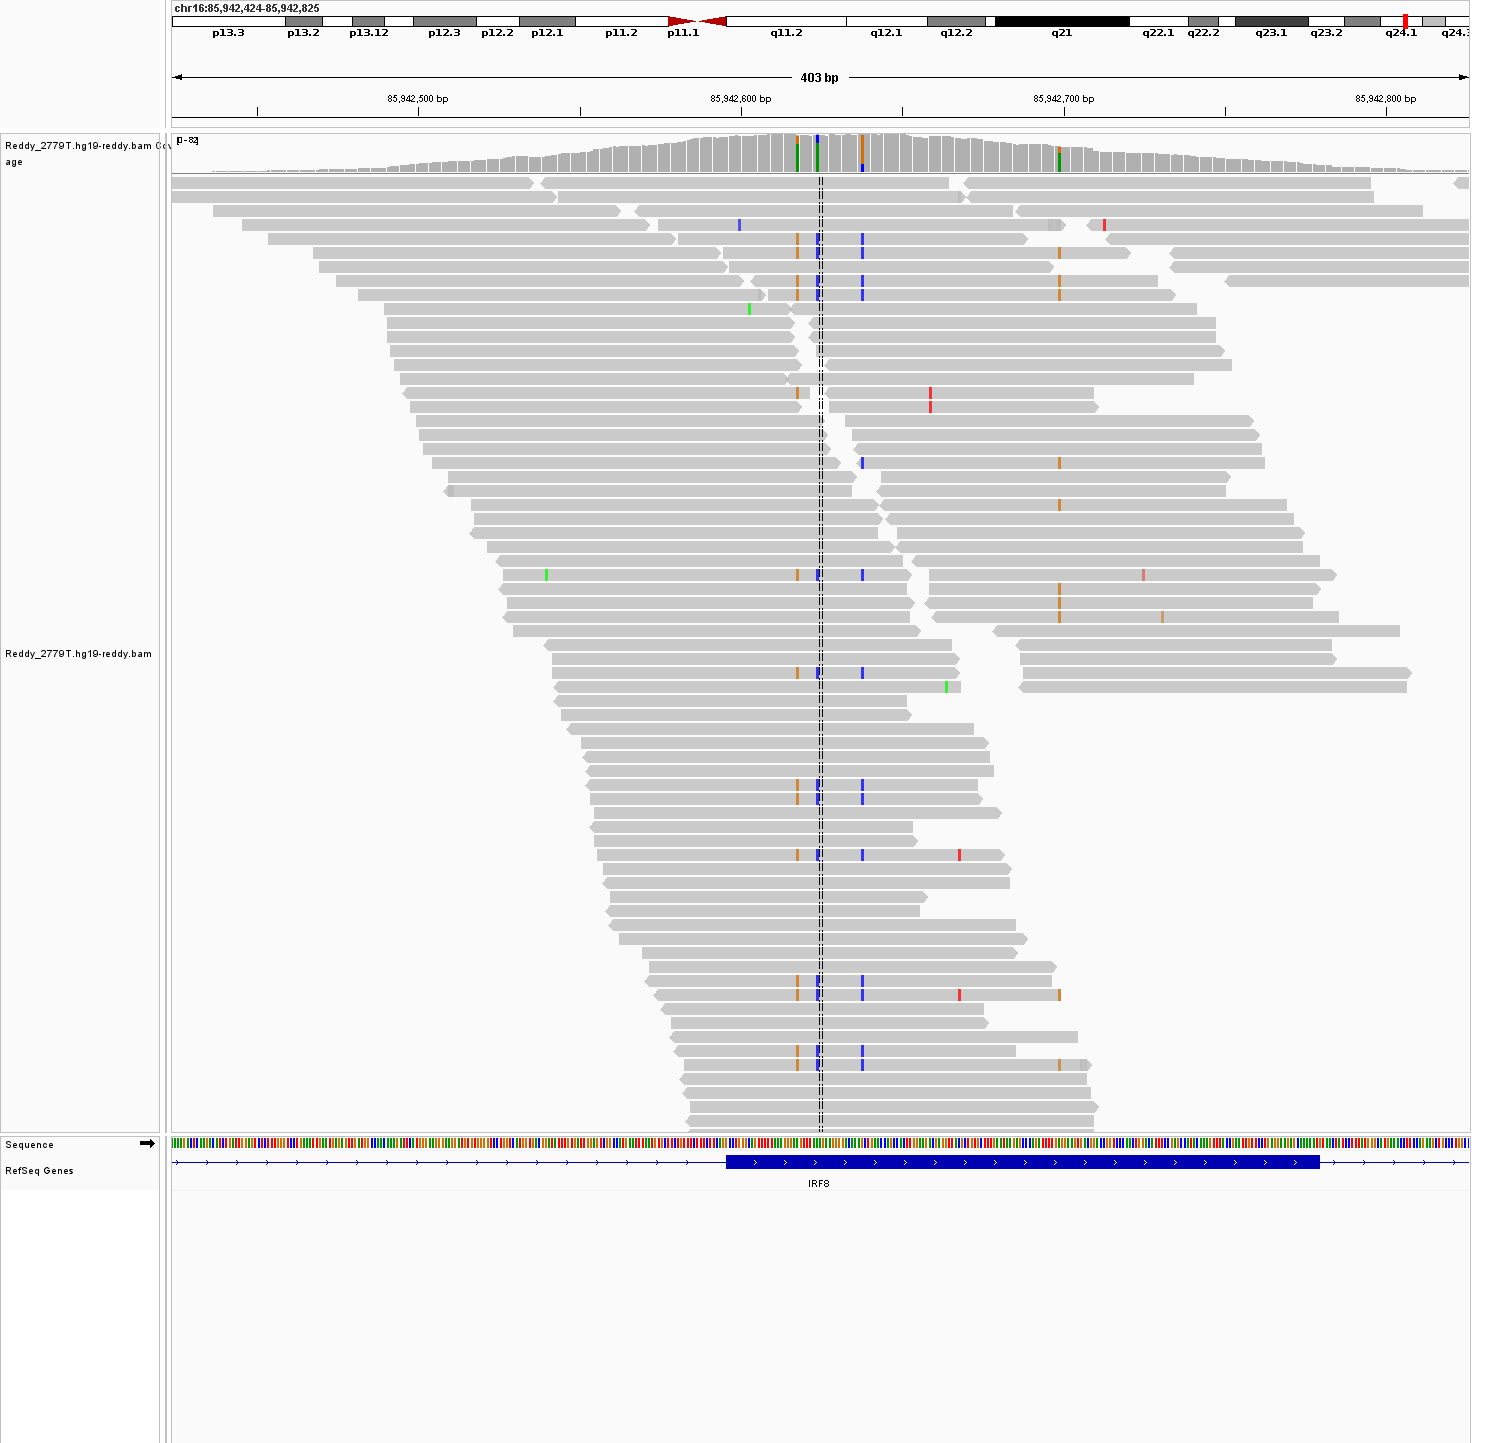 chr16:85,942,424-85,942,825
p13.3 p13.2 p13.12 p12.3 p12.2 p12.1 p11.2 p11.1 q11.2 q12.1 q12.2 q21 q22.1 q22.2 q23.1 q23.2 q24.1 q24.3
403 bp
85,942,500 bp 85,942,600 bp 85,942,700 bp 85,942,800 bp
[0-82]
Reddy_2779T.hg19-reddy.bam Cov
age
Reddy_2779T.hg19-reddy.bam
Sequence
RefSeq Genes
IRF8